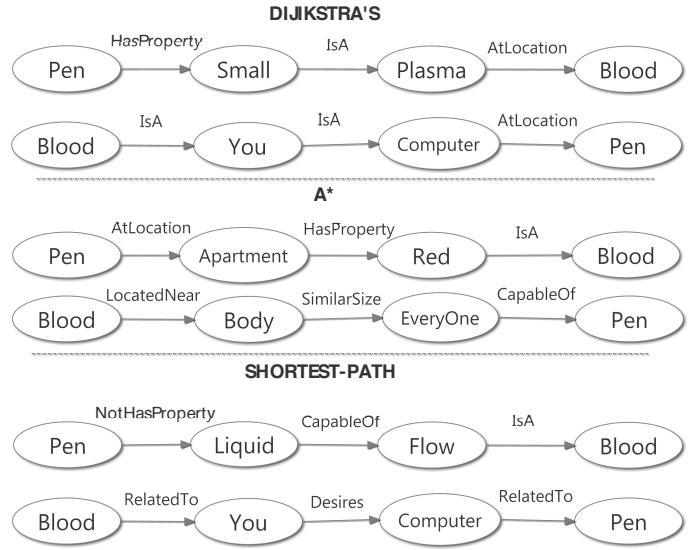 DIJIKSTRA'S
HasProperty IsA AtLocation
Pen Small Plasma Blood
IsA IsA AtLocation
Blood You Computer Pen
A*
AtLocation HasProperty IsA
Pen Apartment Red Blood
LocatedNear SimilarSize CapableOf
Blood Body EveryOne Pen
SHORTEST-PATH
NotHasProperty CapableOf IsA
Pen Liquid Flow Blood
RelatedTo Desires RelatedTo
Blood You Computer Pen